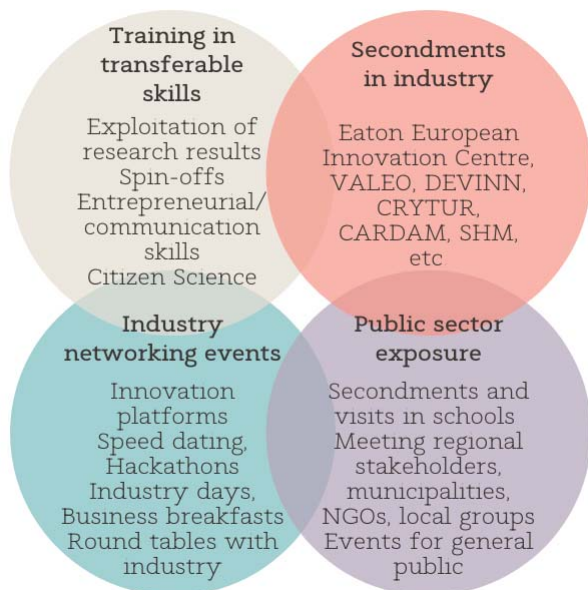 Training in
transferable
skills
Exploitation of
research results
Spin-offs
Entrepreneurial/
communication
skills
Citizen Science
Secondments
in industry
Eaton European
Innovation Centre,
VALEO, DEVINN,
CRYTUR,
CARDAM, SHM,
etc
Industry
networking events
Innovation
platforms
Speed dating,
Hackathons
Industry days,
Business breakfasts
Round tables with
industry
Public sector
exposure
Secondments and
visits in schools
Meeting regional
stakeholders,
municipalities,
NGOs, local groups
Events for general
public